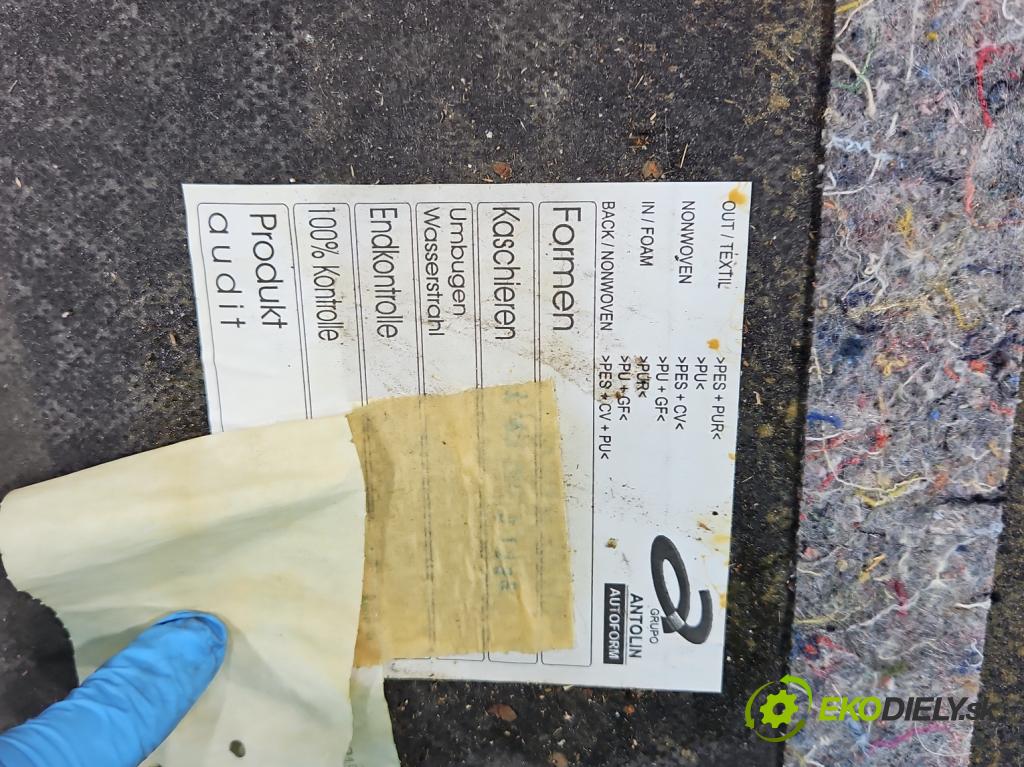 OUT / TEXTIL >PES + PUR<
>PU<
NONWOYEN >PES + CV<
>PU + GF<
IN / FOAM >PUR<
>PU + GF<
BACK / NONWOVEN >PES + CV + PU<
GRUPO
ANTOLIN
AUTOFORM
Formen
Kaschieren
Umbugen
Wasserstrahl
Endkontrolle
100% Kontrolle
Produkt
audit
EKODIELY.sk